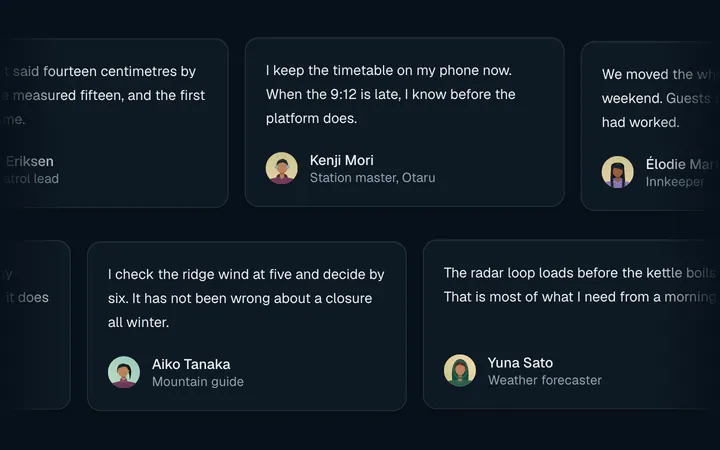 said fourteen centimetres by
measured fifteen, and the first
me.
Eriksen
patrol lead
I keep the timetable on my phone now.
When the 9:12 is late, I know before the
platform does.
Kenji Mori
Station master, Otaru
We moved the wh
weekend. Guests
had worked.
Élodie Mar
Innkeeper
it does
I check the ridge wind at five and decide by
six. It has not been wrong about a closure
all winter.
Aiko Tanaka
Mountain guide
The radar loop loads before the kettle boils.
That is most of what I need from a morning
Yuna Sato
Weather forecaster